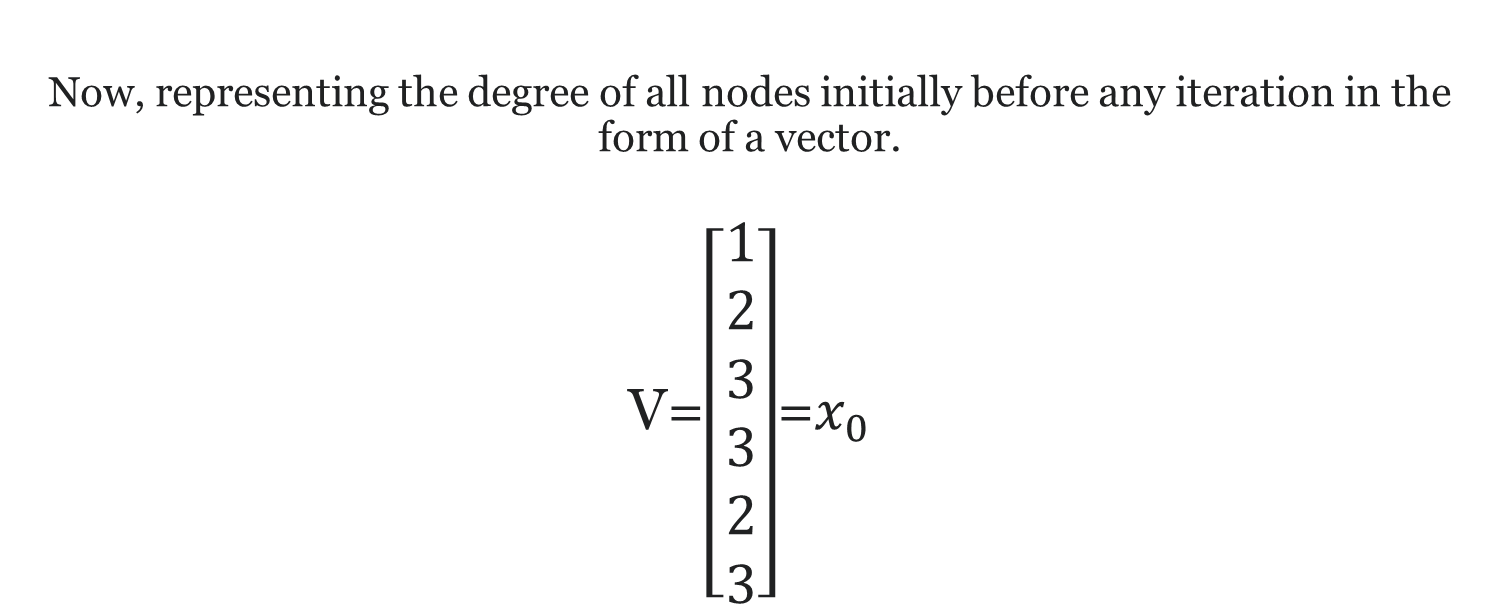 Now, representing the degree of all nodes initially before any iteration in the
form of a vector.
1
2
3
V=
=x₀
3
2
3